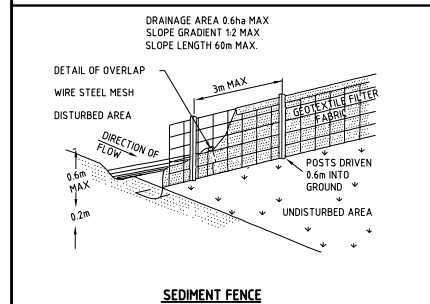 DRAINAGE AREA 0.6ha MAX
SLOPE GRADIENT 1:2 MAX
SLOPE LENGTH 60m MAX.
DETAIL OF OVERLAP
WIRE STEEL MESH
DISTURBED AREA
3m MAX
GEOTEXTILE FILTER
FABRIC
DIRECTION OF
FLOW
0.6m
MAX
0.2m
POSTS DRIVEN
0.6m INTO
GROUND
UNDISTURBED AREA
SEDIMENT FENCE